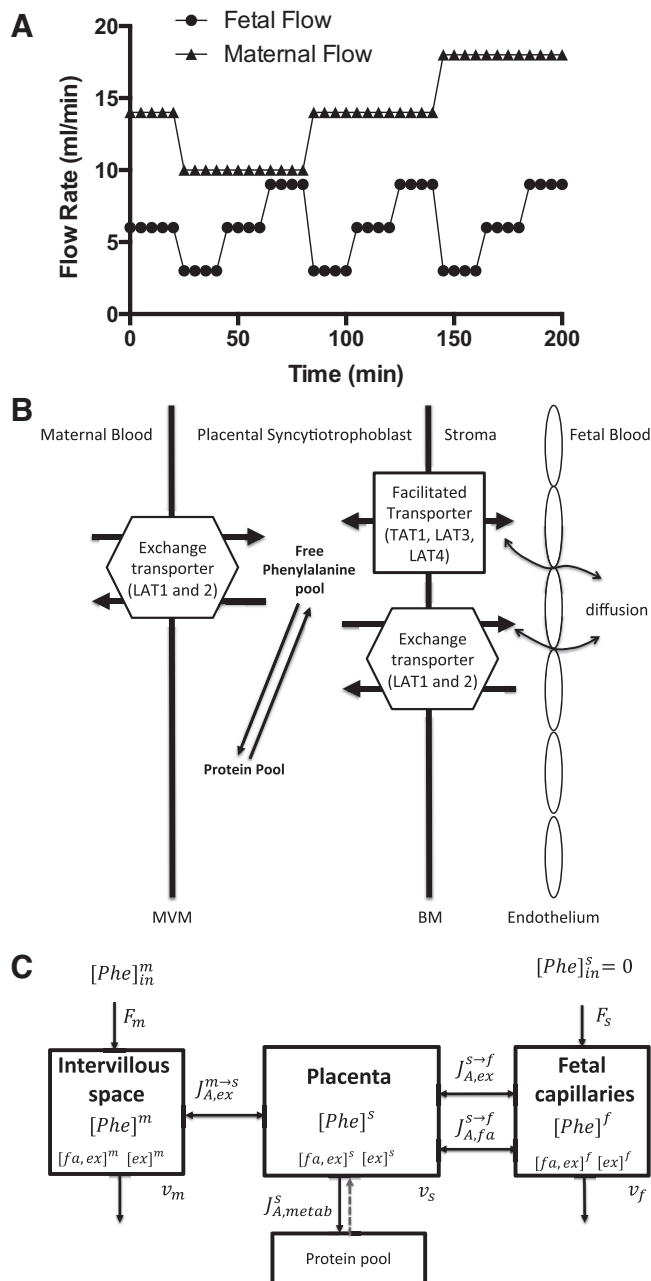 A
Fetal Flow
Maternal Flow
20
15
10
5
0
Flow Rate (ml/min)
0 50 100 150 200
Time (min)
B
Maternal Blood
Placental Syncytiotrophoblast
Stroma
Fetal Blood
Facilitated
Transporter
(TAT1, LAT3,
LAT4)
Exchange
transporter
(LAT1 and 2)
Free
Phenylalanine
pool
diffusion
Exchange
transporter
(LAT1 and 2)
Protein Pool
MVM
BM
Endothelium
C
[Phe]^m_in
[Phe]^s_in = 0
F_m
F_s
Intervillous
space
[Phe]^m
[fa, ex]^m [ex]^m
v_m
J^{m→s}_{A,ex}
Placenta
[Phe]^s
[fa, ex]^s [ex]^s
v_s
J^{s→f}_{A,ex}
J^{s→f}_{A,fa}
Fetal
capillaries
[Phe]^f
[fa, ex]^f [ex]^f
v_f
J^s_{A,metab}
Protein pool